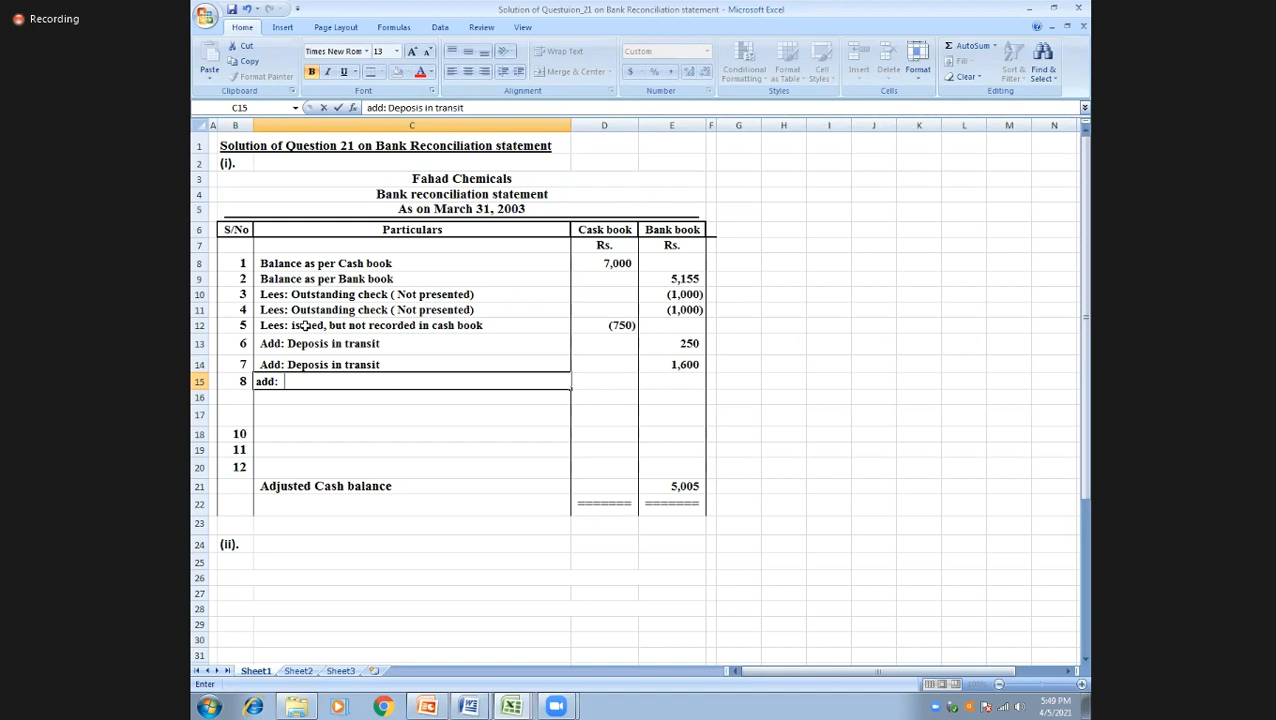 Recording
Solution of Questuion_21 on Bank Reconciliation statement - Microsoft Excel
Home Insert Page Layout Formulas Data Review View
Paste Cut Copy Format Painter Clipboard
Times New Rom 13 B I U A Font
Wrap Text Merge & Center Alignment
Custom $ % , Number
Conditional Formatting Format as Table Cell Styles Styles
Insert Delete Format Cells
AutoSum Fill Clear Sort & Filter Find & Select Editing
C15 fx add: Deposis in transit
A B C D E F G H I J K L M N
1 Solution of Question 21 on Bank Reconciliation statement
2 (i).
3 Fahad Chemicals
4 Bank reconciliation statement
5 As on March 31, 2003
6 S/No Particulars Cask book Bank book
7 Rs. Rs.
8 1 Balance as per Cash book 7,000
9 2 Balance as per Bank book 5,155
10 3 Lees: Outstanding check ( Not presented) (1,000)
11 4 Lees: Outstanding check ( Not presented) (1,000)
12 5 Lees: issued, but not recorded in cash book (750)
13 6 Add: Deposis in transit 250
14 7 Add: Deposis in transit 1,600
15 8 add:
16
17
18 10
19 11
20 12
21 Adjusted Cash balance 5,005
22 ======= =======
23
24 (ii).
25
26
27
28
29
30
31
Sheet1 Sheet2 Sheet3
Enter 100%
5:49 PM
4/5/2021